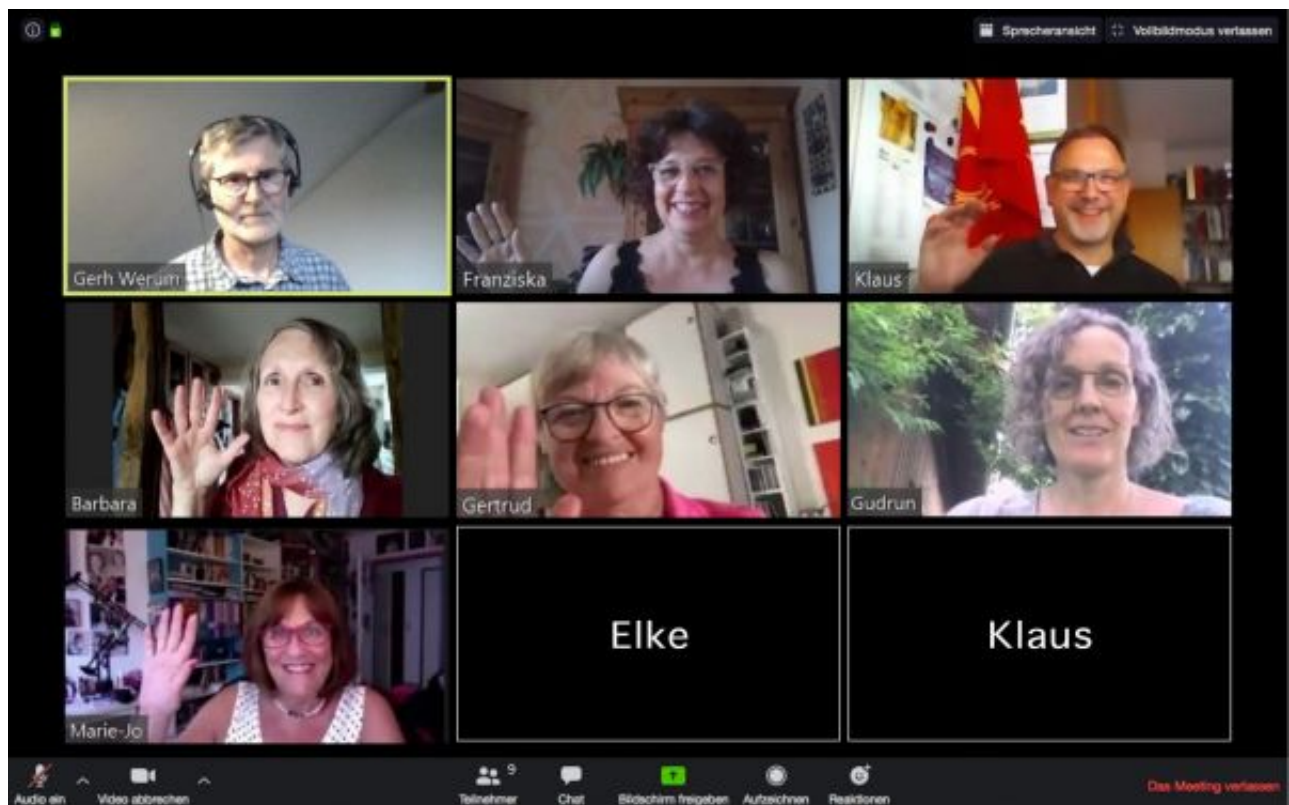 Sprecheransicht Vollbildmodus verlassen
Gerh Werum
Franziska
Klaus
Barbara
Gertrud
Gudrun
Marie-Jo
Elke
Klaus
Audio ein
Video abbrechen
9
Teilnehmer
Chat
Bildschirm freigeben
Aufzeichnen
Reaktionen
Das Meeting verlassen